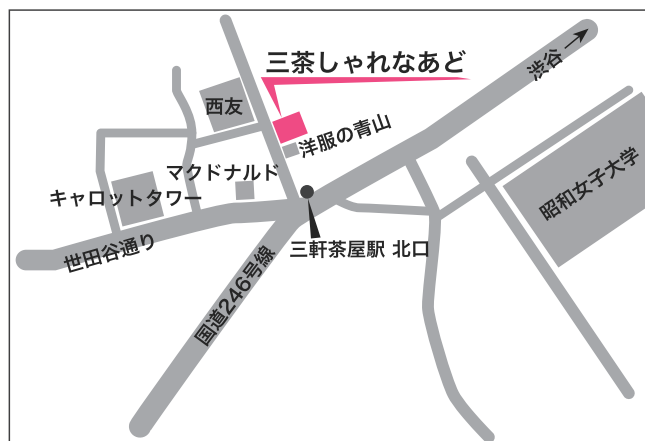 三茶しゃれなあど
渋谷
西友
洋服の青山
マクドナルド
昭和女子大学
キャロットタワー
世田谷通り
三軒茶屋駅 北口
国道246号線